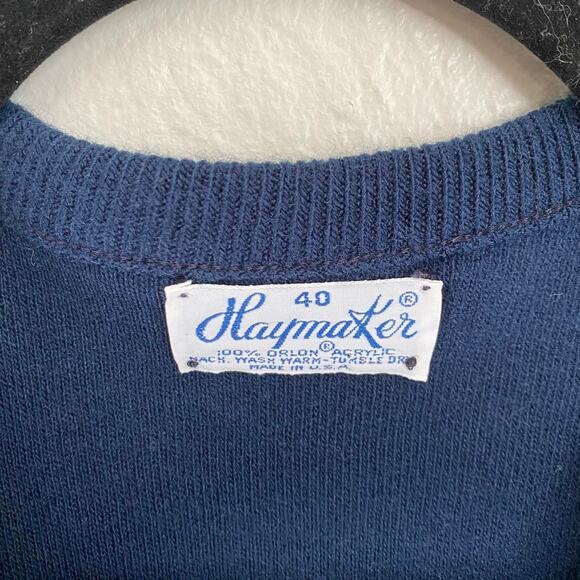 40
Haymaker®
100% ORLON® ACRYLIC
MACH. WASH WARM-TUMBLE DRY
MADE IN U.S.A.